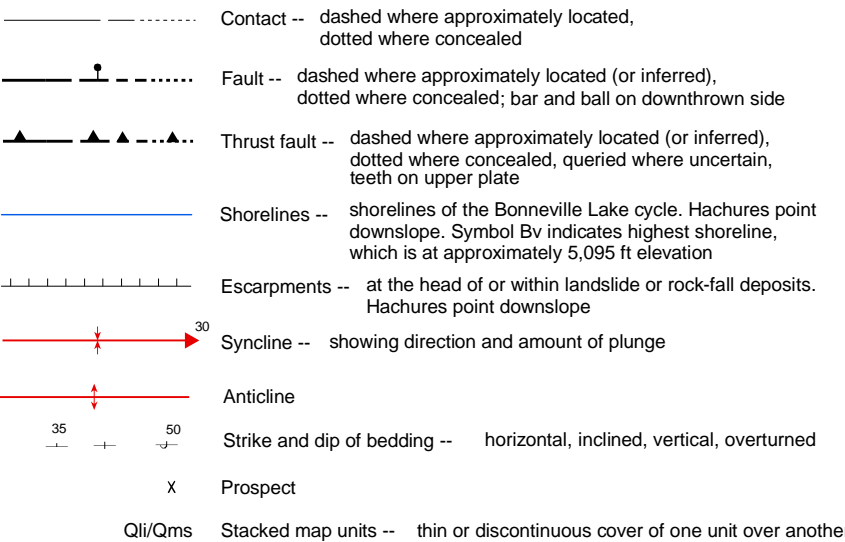 Contact -- dashed where approximately located,
dotted where concealed
Fault -- dashed where approximately located (or inferred),
dotted where concealed; bar and ball on downthrown side
Thrust fault -- dashed where approximately located (or inferred),
dotted where concealed, queried where uncertain,
teeth on upper plate
Shorelines -- shorelines of the Bonneville Lake cycle. Hachures point
downslope. Symbol Bv indicates highest shoreline,
which is at approximately 5,095 ft elevation
Escarpments -- at the head of or within landslide or rock-fall deposits.
Hachures point downslope
30
Syncline -- showing direction and amount of plunge
Anticline
35 50
Strike and dip of bedding -- horizontal, inclined, vertical, overturned
X Prospect
Qli/Qms Stacked map units -- thin or discontinuous cover of one unit over anothe